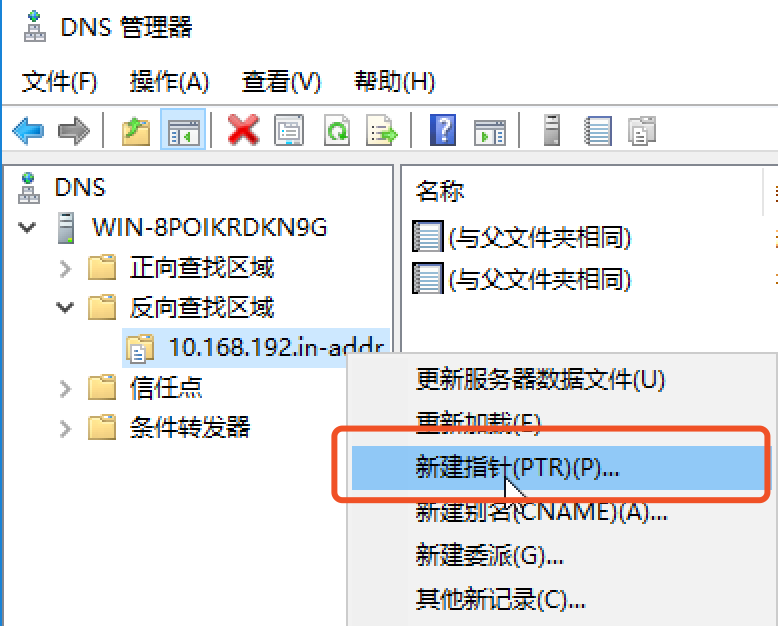 DNS 管理器
文件(F) 操作(A) 查看(V) 帮助(H)
DNS
WIN-8POIKRDKN9G
正向查找区域
反向查找区域
10.168.192.in-addr
信任点
条件转发器
名称
(与父文件夹相同)
(与父文件夹相同)
更新服务器数据文件(U)
重新加载(E)
新建指针(PTR)(P)...
新建别名(CNAME)(A)...
新建委派(G)...
其他新记录(C)...